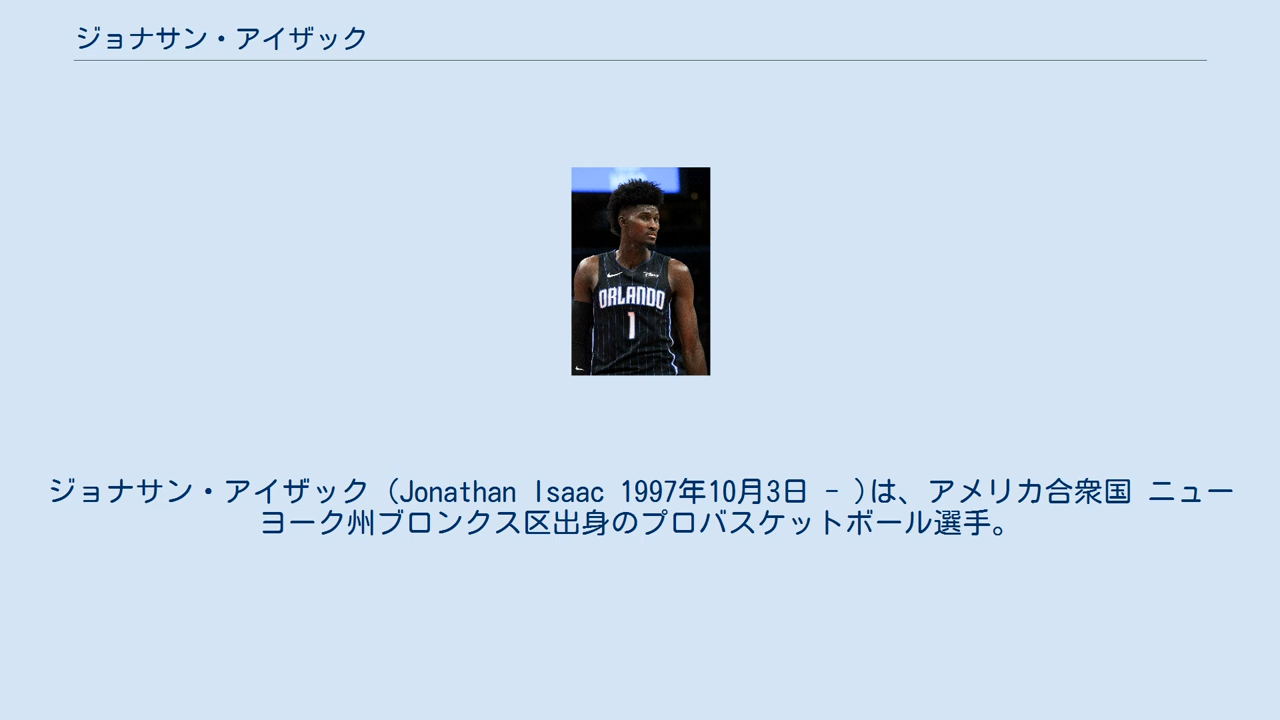 ジョナサン・アイザック
ORLANDO
1
ジョナサン・アイザック (Jonathan Isaac 1997年10月3日 - )は、アメリカ合衆国 ニュー
ヨーク州ブロンクス区出身のプロバスケットボール選手。